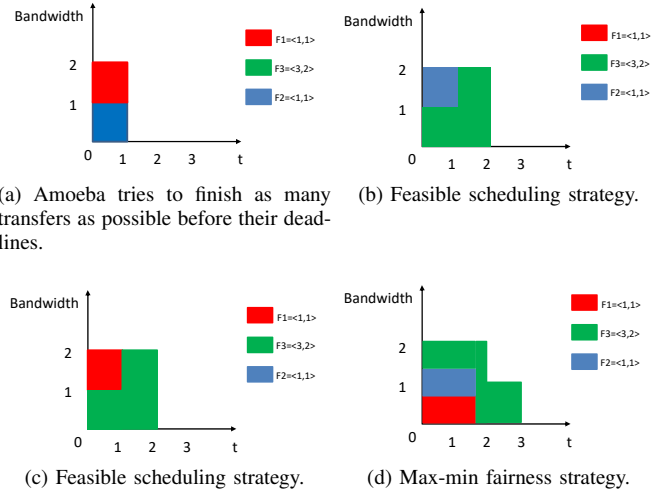 Bandwidth
2
1
0
1
2
3
t
F1=<1,1>
F3=<3,2>
F2=<1,1>
(a) Amoeba tries to finish as many
transfers as possible before their dead-
lines.
Bandwidth
2
1
0
1
2
3
t
F1=<1,1>
F3=<3,2>
F2=<1,1>
(b) Feasible scheduling strategy.
Bandwidth
2
1
0
1
2
3
t
F1=<1,1>
F3=<3,2>
F2=<1,1>
(c) Feasible scheduling strategy.
Bandwidth
2
1
0
1
2
3
t
F1=<1,1>
F3=<3,2>
F2=<1,1>
(d) Max-min fairness strategy.